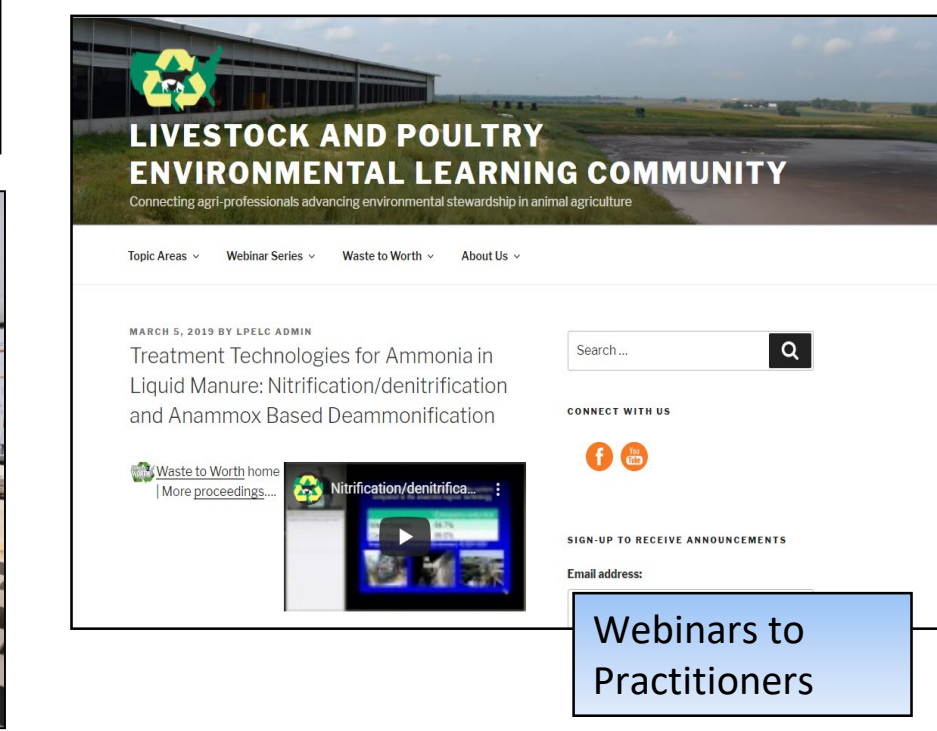 LIVESTOCK AND POULTRY
ENVIRONMENTAL LEARNING COMMUNITY
Connecting agri-professionals advancing environmental stewardship in animal agriculture
Topic Areas
Webinar Series
Waste to Worth
About Us
MARCH 5, 2019 BY LPELC ADMIN
Treatment Technologies for Ammonia in
Liquid Manure: Nitrification/denitrification
and Anammox Based Deammonification
Waste to Worth home
| More proceedings....
Nitrification/denitrifica...
Search ...
CONNECT WITH US
f
You
Tube
SIGN-UP TO RECEIVE ANNOUNCEMENTS
Email address:
Webinars to
Practitioners